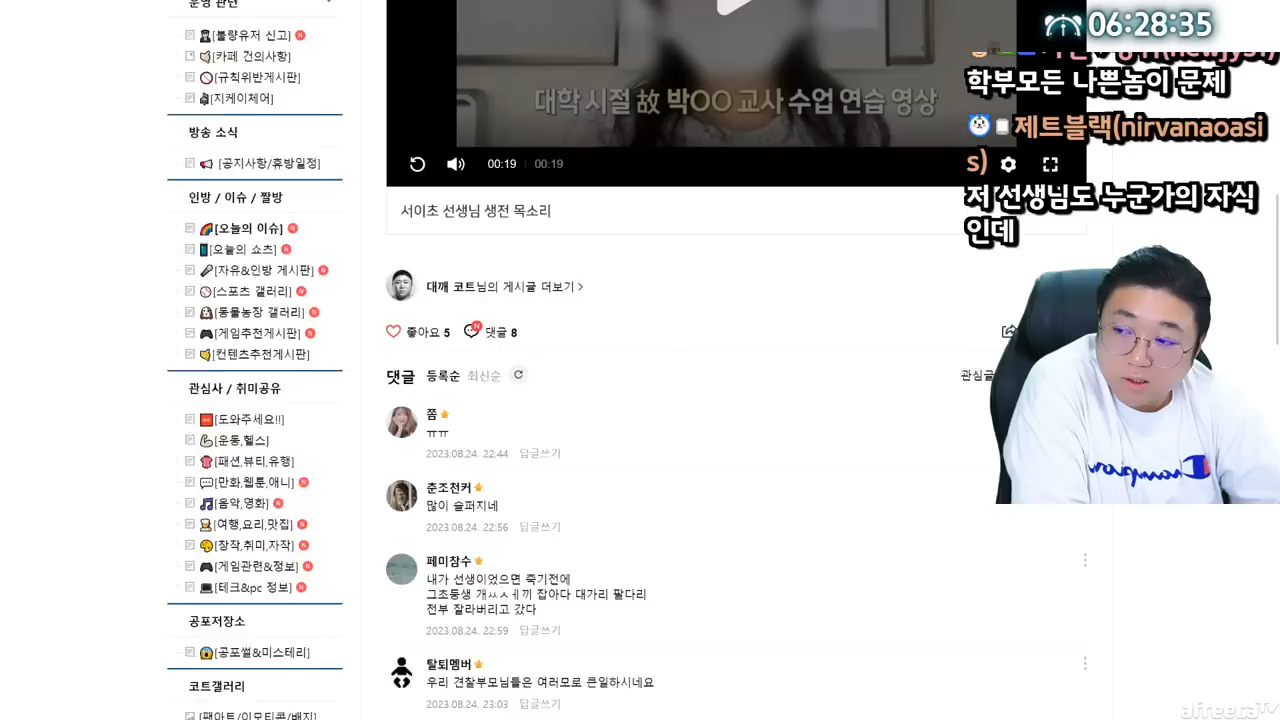 운영 관련
[불량유저 신고] N
[카페 건의사항]
[규칙위반게시판]
[지케이체어]
방송 소식
[공지사항/휴방일정]
인방 / 이슈 / 짤방
[오늘의 이슈] N
[오늘의 쇼츠] N
[자유&인방 게시판] N
[스포츠 갤러리] N
[동물농장 갤러리] N
[게임추천게시판] N
[컨텐츠추천게시판]
관심사 / 취미공유
[도와주세요!!]
[운동,헬스]
[패션,뷰티,유행]
[만화,웹툰,애니] N
[음악,영화] N
[여행,요리,맛집] N
[창작,취미,자작] N
[게임관련&정보] N
[테크&pc 정보] N
공포저장소
[공포썰&미스테리]
코트갤러리
[팬아트/이모티콘/배지]
대학 시절 故 박OO 교사 수업 연습 영상
00:19 00:19
서이초 선생님 생전 목소리
대깨 코트님의 게시글 더보기 >
좋아요 5 N 댓글 8
댓글 등록순 최신순
관심글
쫌
ㅠㅠ
2023.08.24. 22:44 답글쓰기
춘조천커
많이 슬퍼지네
2023.08.24. 22:56 답글쓰기
페미참수
내가 선생이었으면 죽기전에
그초등생 개ㅆㅅㅔ끼 잡아다 대가리 팔다리
전부 잘라버리고 갔다
2023.08.24. 22:59 답글쓰기
탈퇴멤버
우리 견찰부모님들은 여러모로 큰일하시네요
2023.08.24. 23:03 답글쓰기
06:28:35
학부모든 나쁜놈이 문제
제트블랙(nirvanaoasi
s)
저 선생님도 누군가의 자식
인데
Champion
afreecaTV